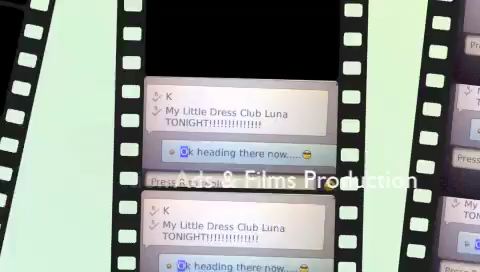 K
My Little Dress Club Luna
TONIGHT!!!!!!!!!!!!!!
Ok heading there now.....
Press
Ads & Films Production
K
My Little Dress Club Luna
TONIGHT!!!!!!!!!!!!!!
Ok heading there now.....